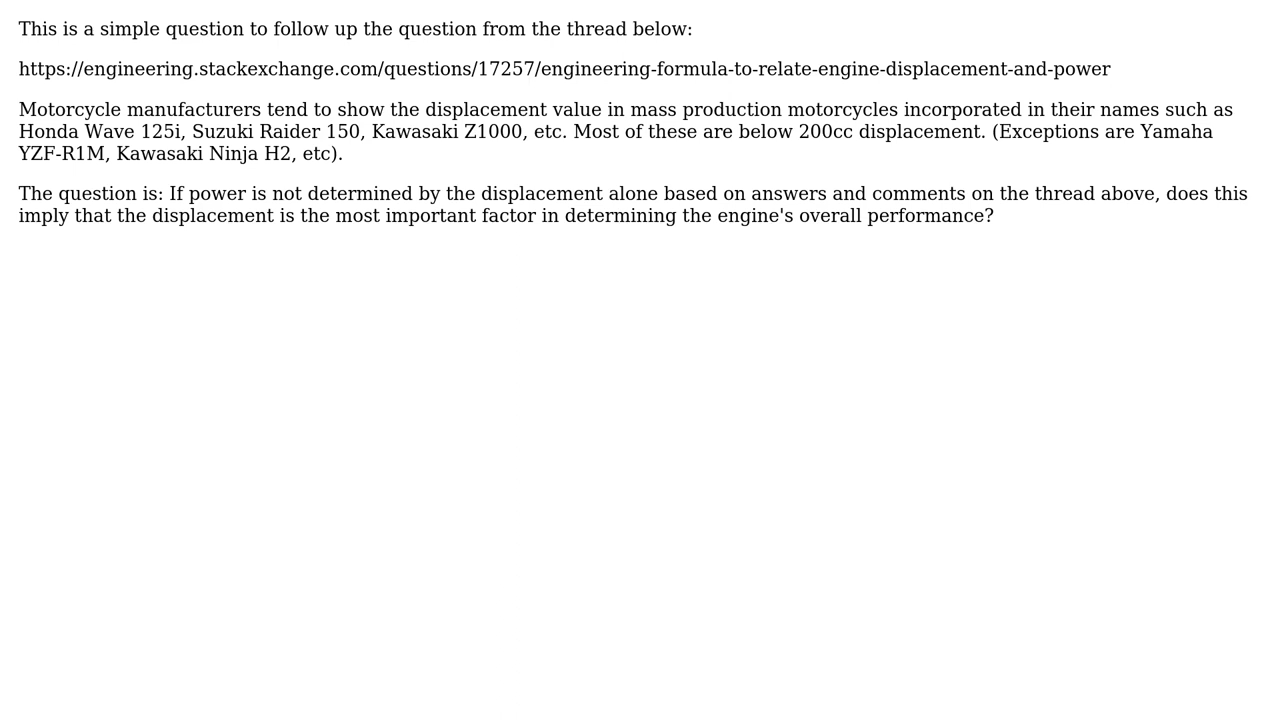 This is a simple question to follow up the question from the thread below:
https://engineering.stackexchange.com/questions/17257/engineering-formula-to-relate-engine-displacement-and-power
Motorcycle manufacturers tend to show the displacement value in mass production motorcycles incorporated in their names such as
Honda Wave 125i, Suzuki Raider 150, Kawasaki Z1000, etc. Most of these are below 200cc displacement. (Exceptions are Yamaha
YZF-R1M, Kawasaki Ninja H2, etc).
The question is: If power is not determined by the displacement alone based on answers and comments on the thread above, does this
imply that the displacement is the most important factor in determining the engine's overall performance?